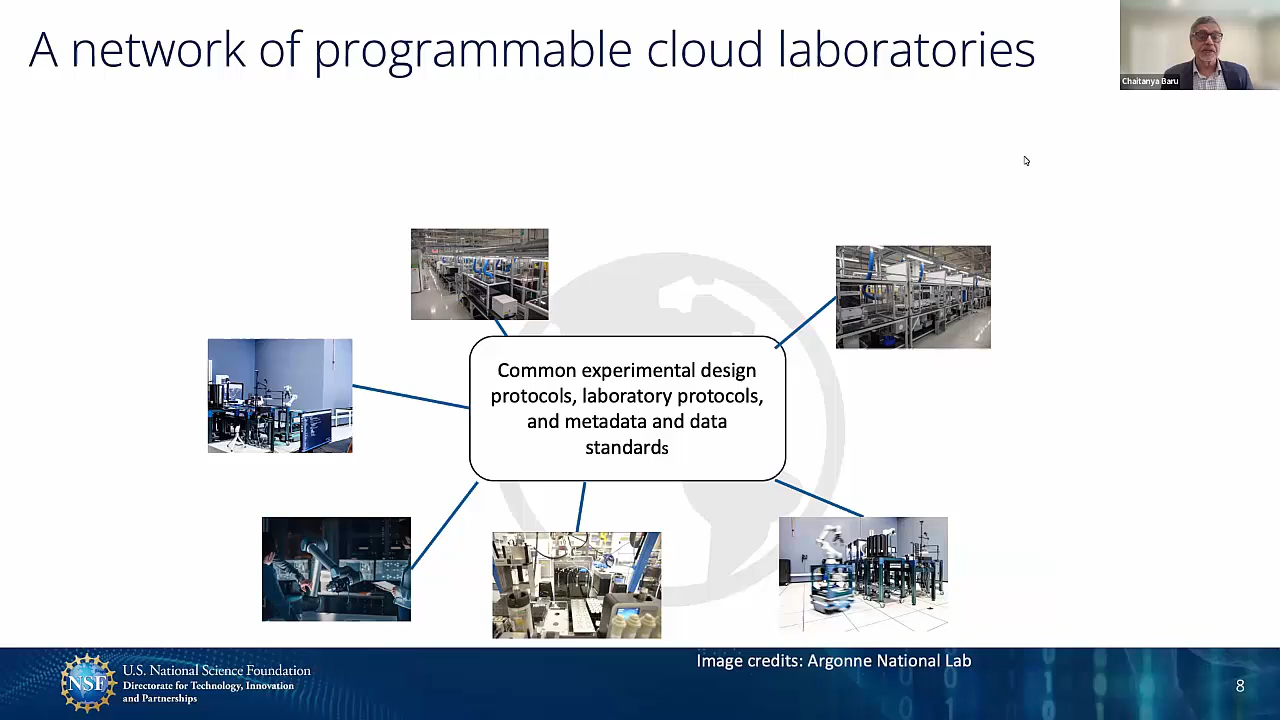 A network of programmable cloud laboratories
Chaitanya Baru
Common experimental design
protocols, laboratory protocols,
and metadata and data
standards
Image credits: Argonne National Lab
NSF
U.S. National Science Foundation
Directorate for Technology, Innovation
and Partnerships
8